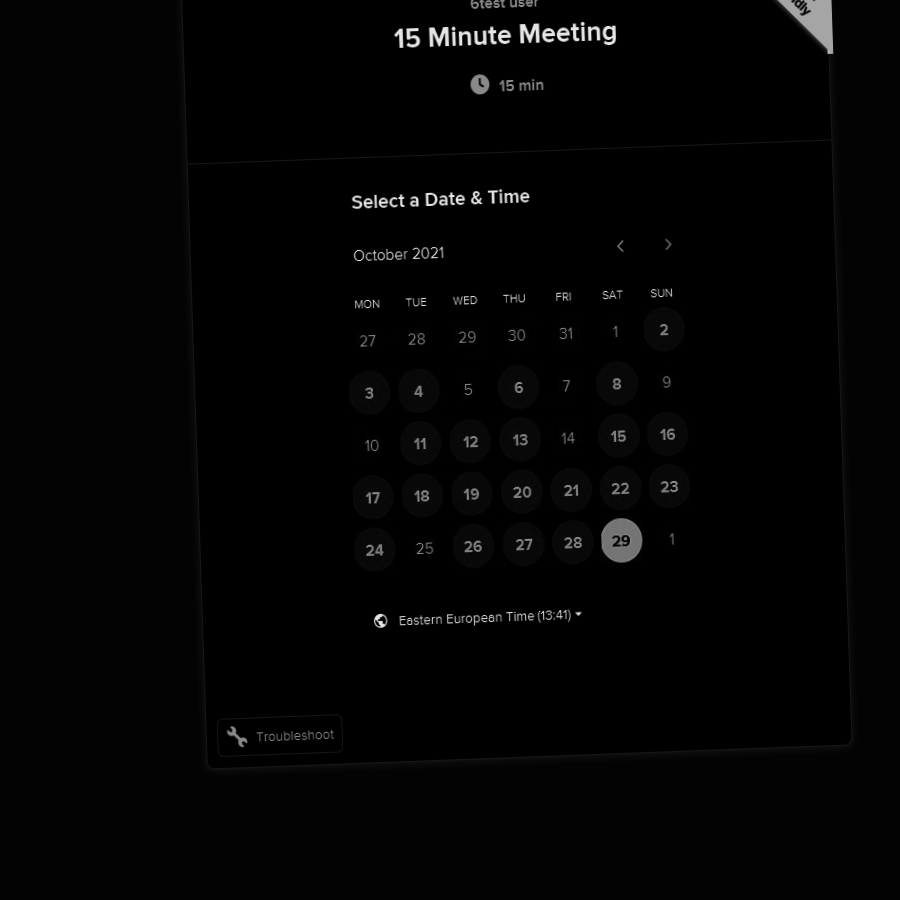 6test user
15 Minute Meeting
15 min
Select a Date & Time
October 2021
MON TUE WED THU FRI SAT SUN
27 28 29 30 31 1 2
3 4 5 6 7 8 9
10 11 12 13 14 15 16
17 18 19 20 21 22 23
24 25 26 27 28 29 1
Eastern European Time (13:41)
Troubleshoot